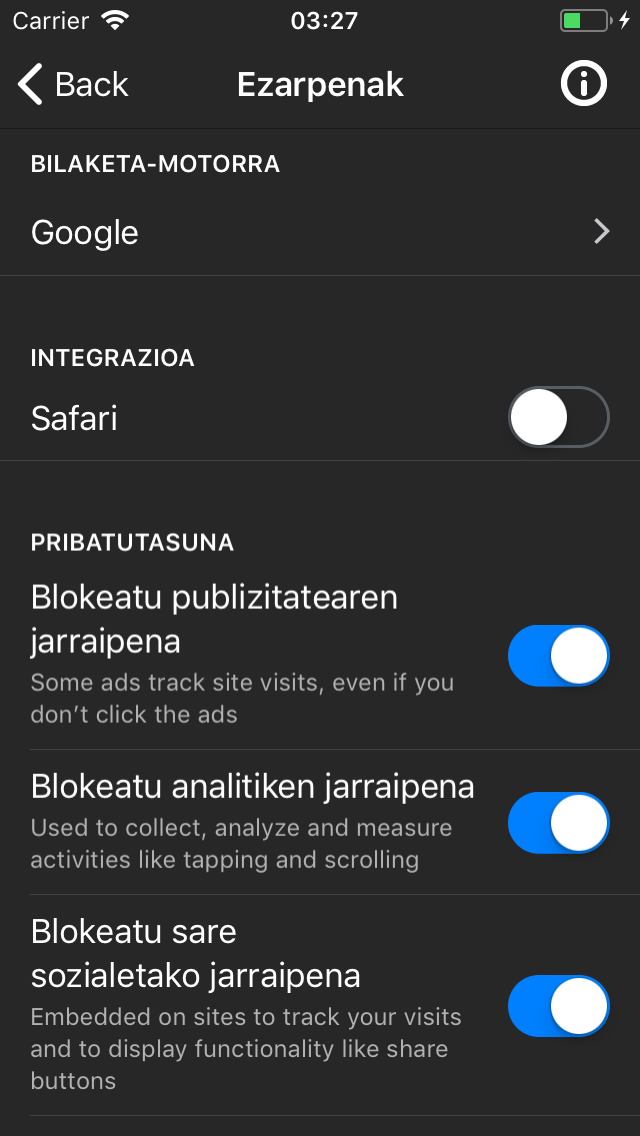 Carrier 03:27
Back Ezarpenak
BILAKETA-MOTORRA
Google
INTEGRAZIOA
Safari
PRIBATUTASUNA
Blokeatu publizitatearen
jarraipena
Some ads track site visits, even if you
don’t click the ads
Blokeatu analitiken jarraipena
Used to collect, analyze and measure
activities like tapping and scrolling
Blokeatu sare
sozialetako jarraipena
Embedded on sites to track your visits
and to display functionality like share
buttons